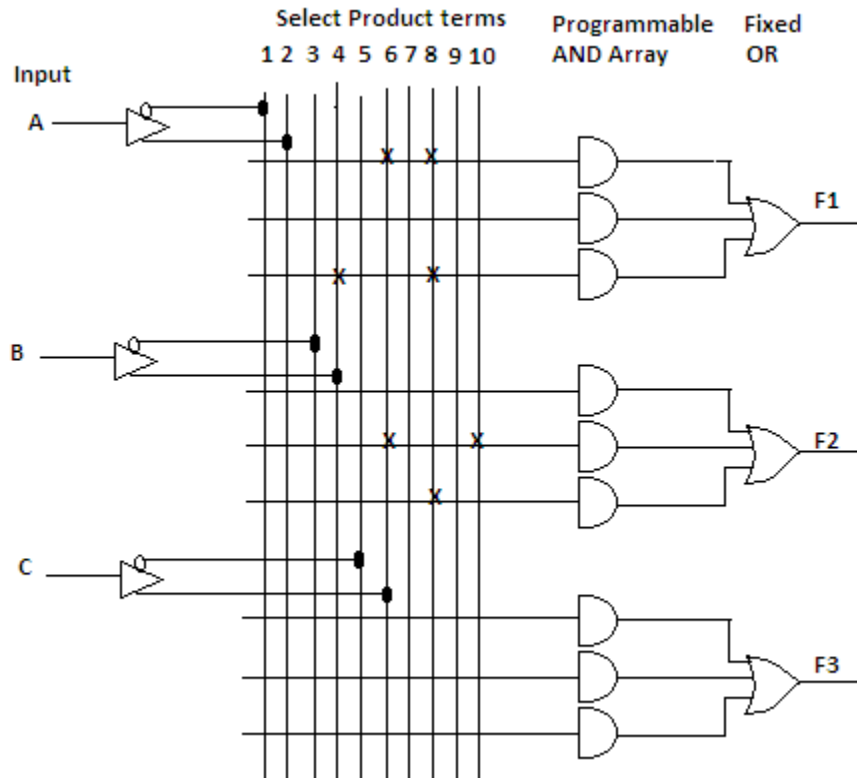 Select Product terms
Programmable
AND Array
Fixed
OR
1 2 3 4 5 6 7 8 9 10
Input
A
X X
F1
X X
B
X X
F2
X
C
F3